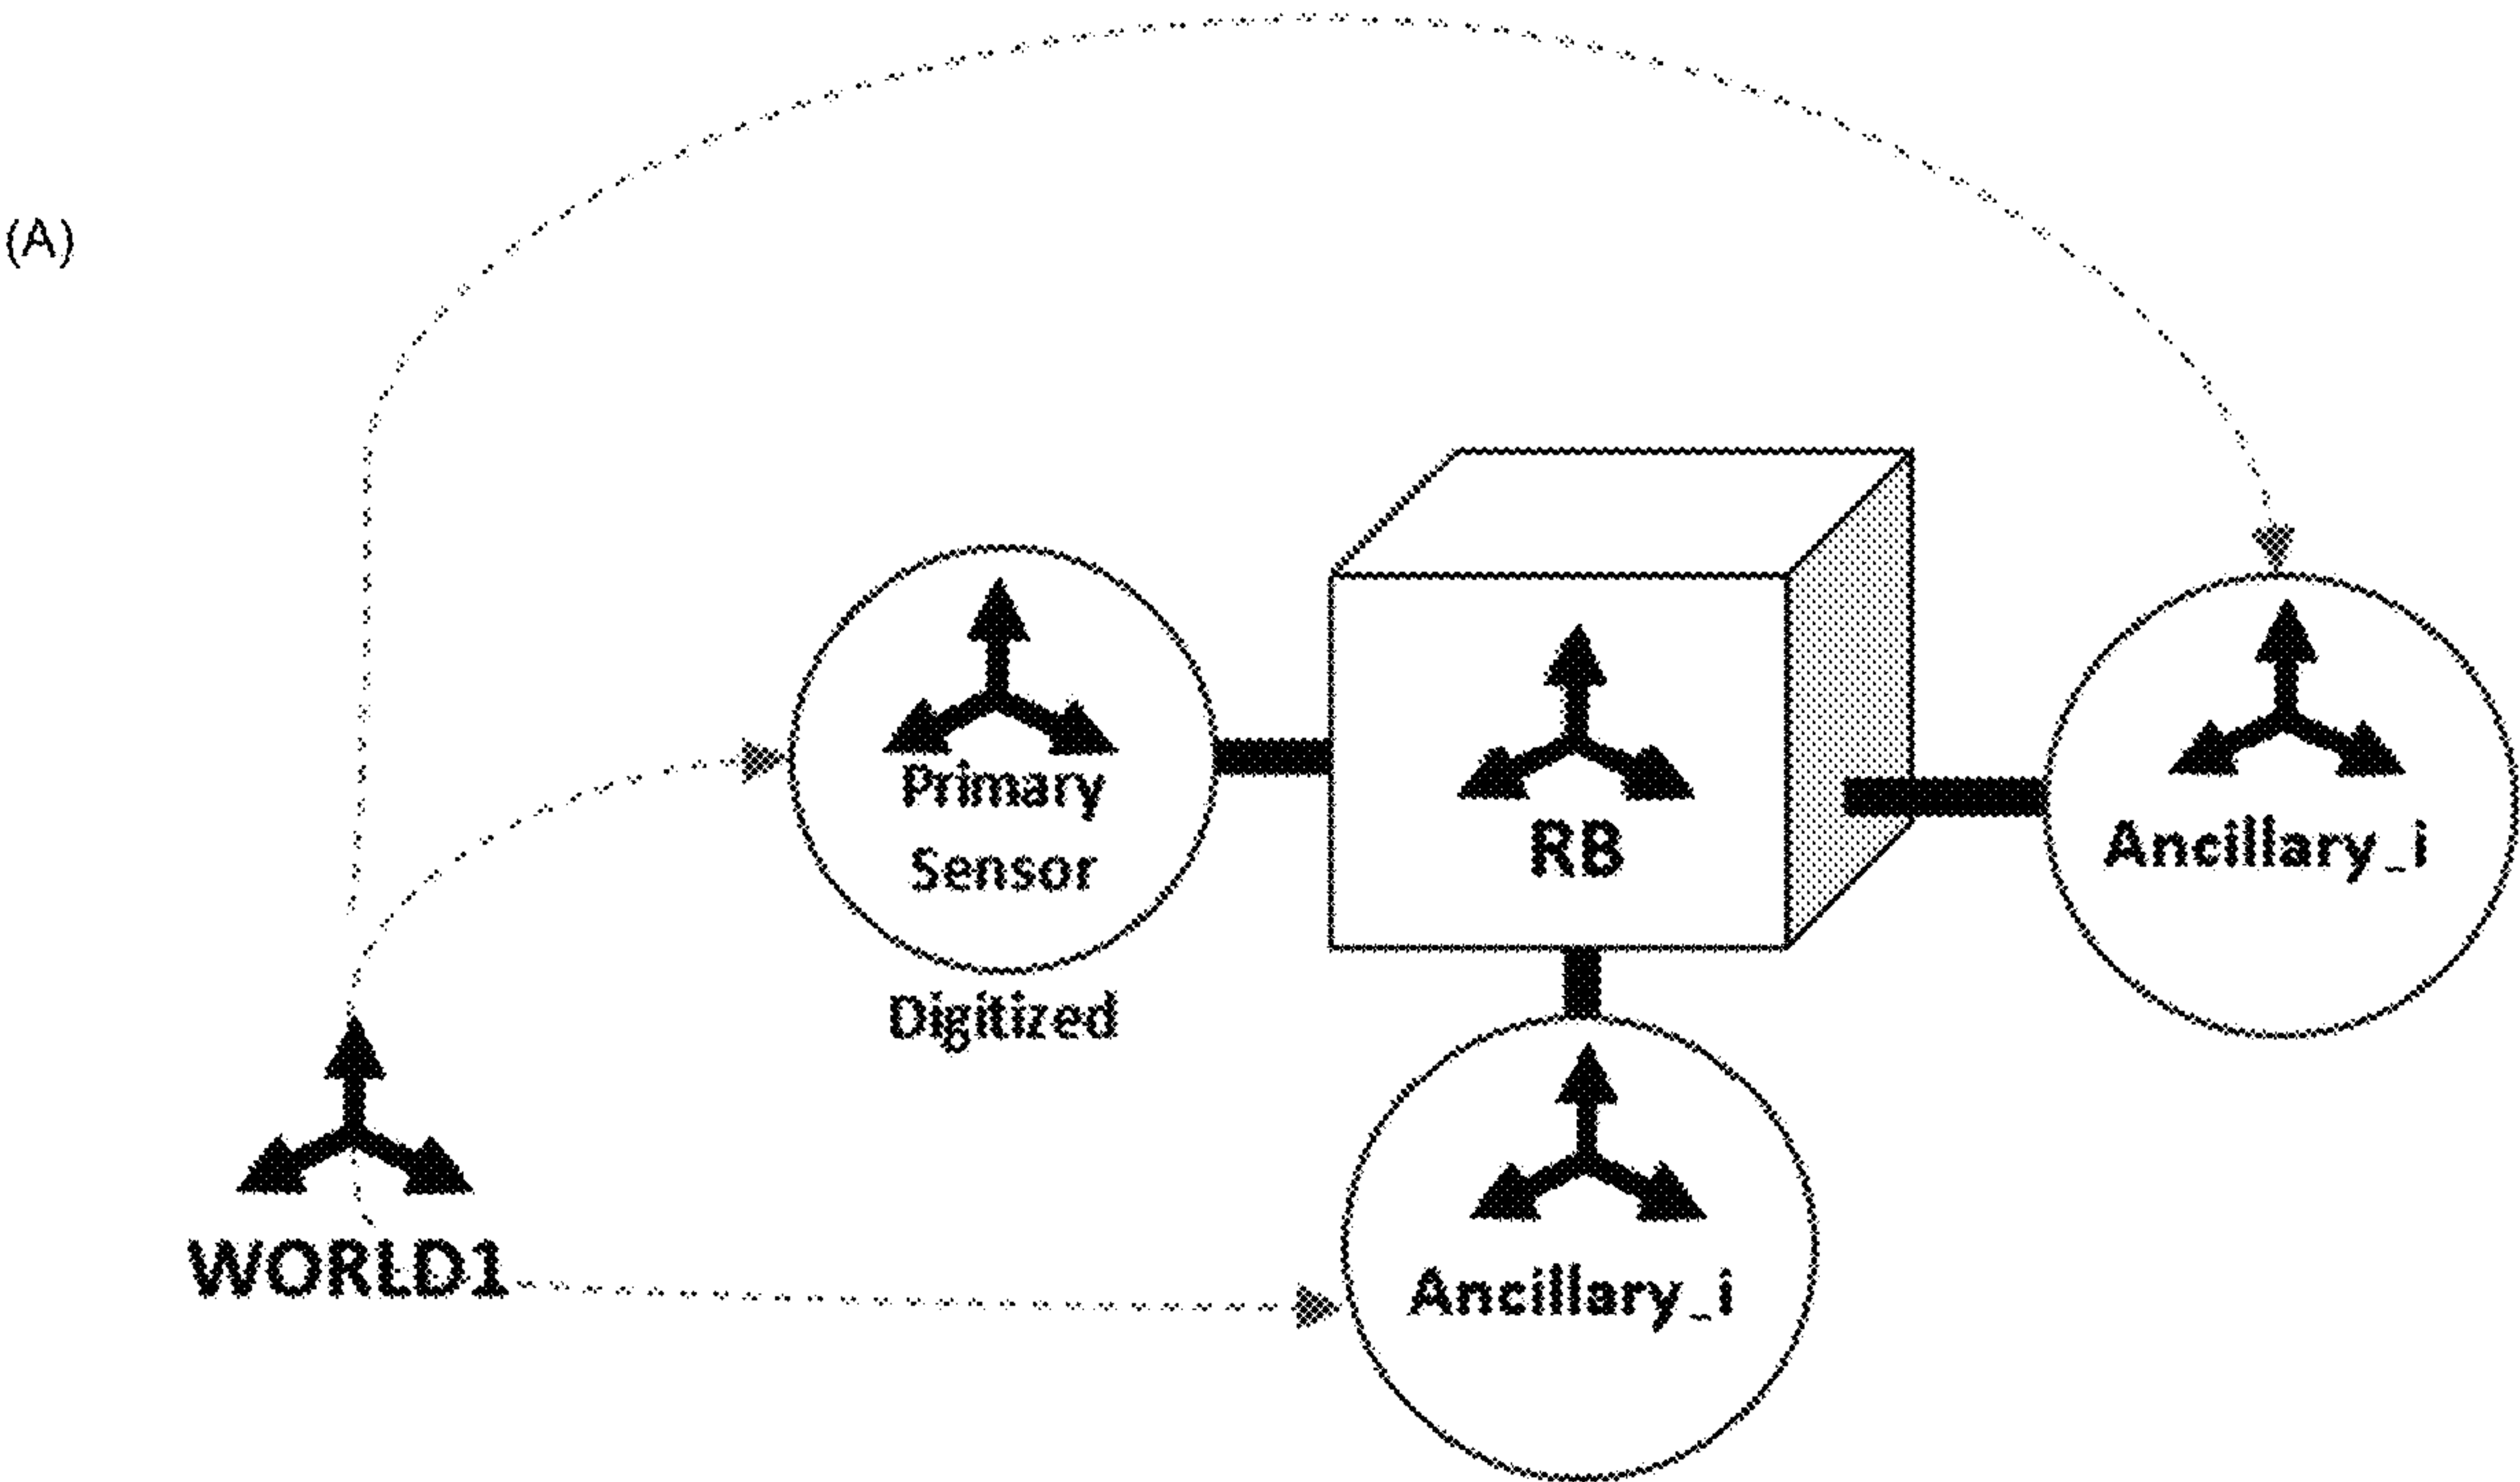 (A)
Primary
Sensor
Digitized
RB
Ancillary_i
WORLD1
Ancillary_i